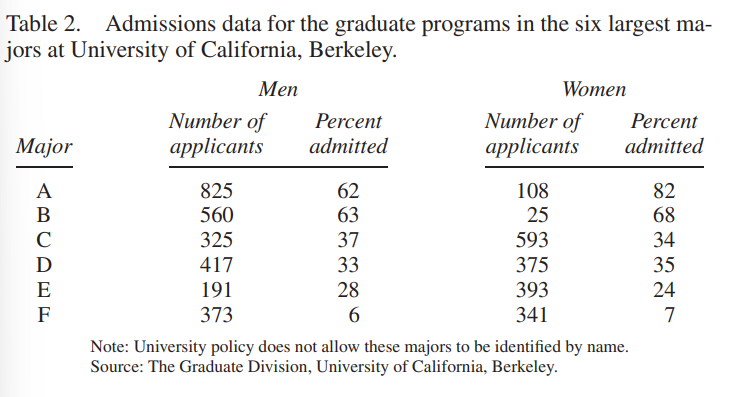 Table 2. Admissions data for the graduate programs in the six largest ma-
jors at University of California, Berkeley.
Men Women
Number of Percent Number of Percent
Major applicants admitted applicants admitted
A 825 62 108 82
B 560 63 25 68
C 325 37 593 34
D 417 33 375 35
E 191 28 393 24
F 373 6 341 7
Note: University policy does not allow these majors to be identified by name.
Source: The Graduate Division, University of California, Berkeley.